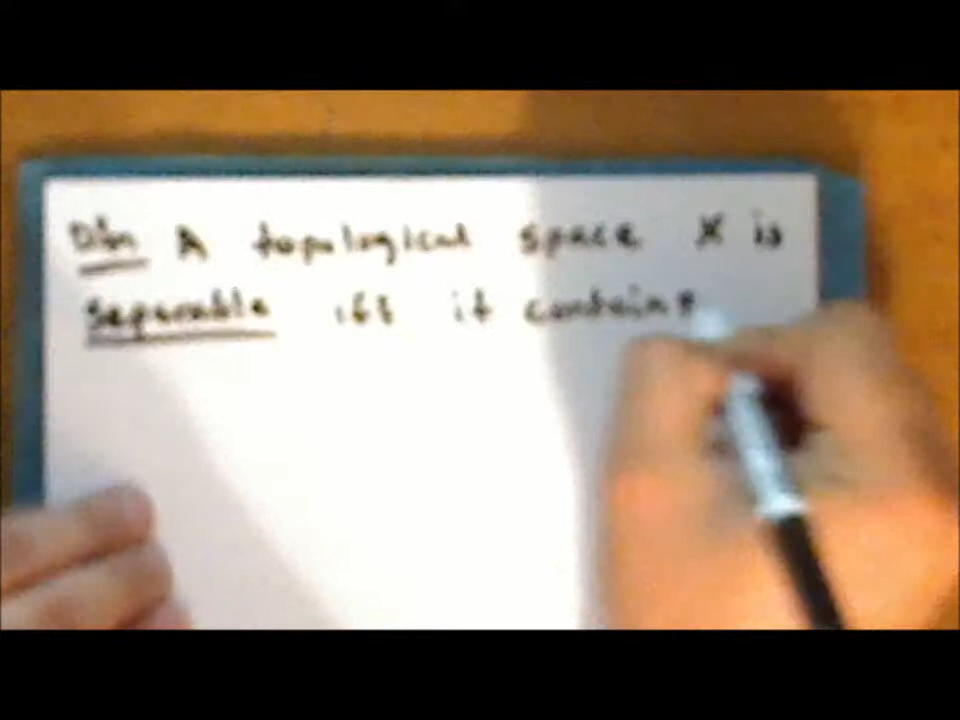 Dfn A topological space X is
separable iff it contains